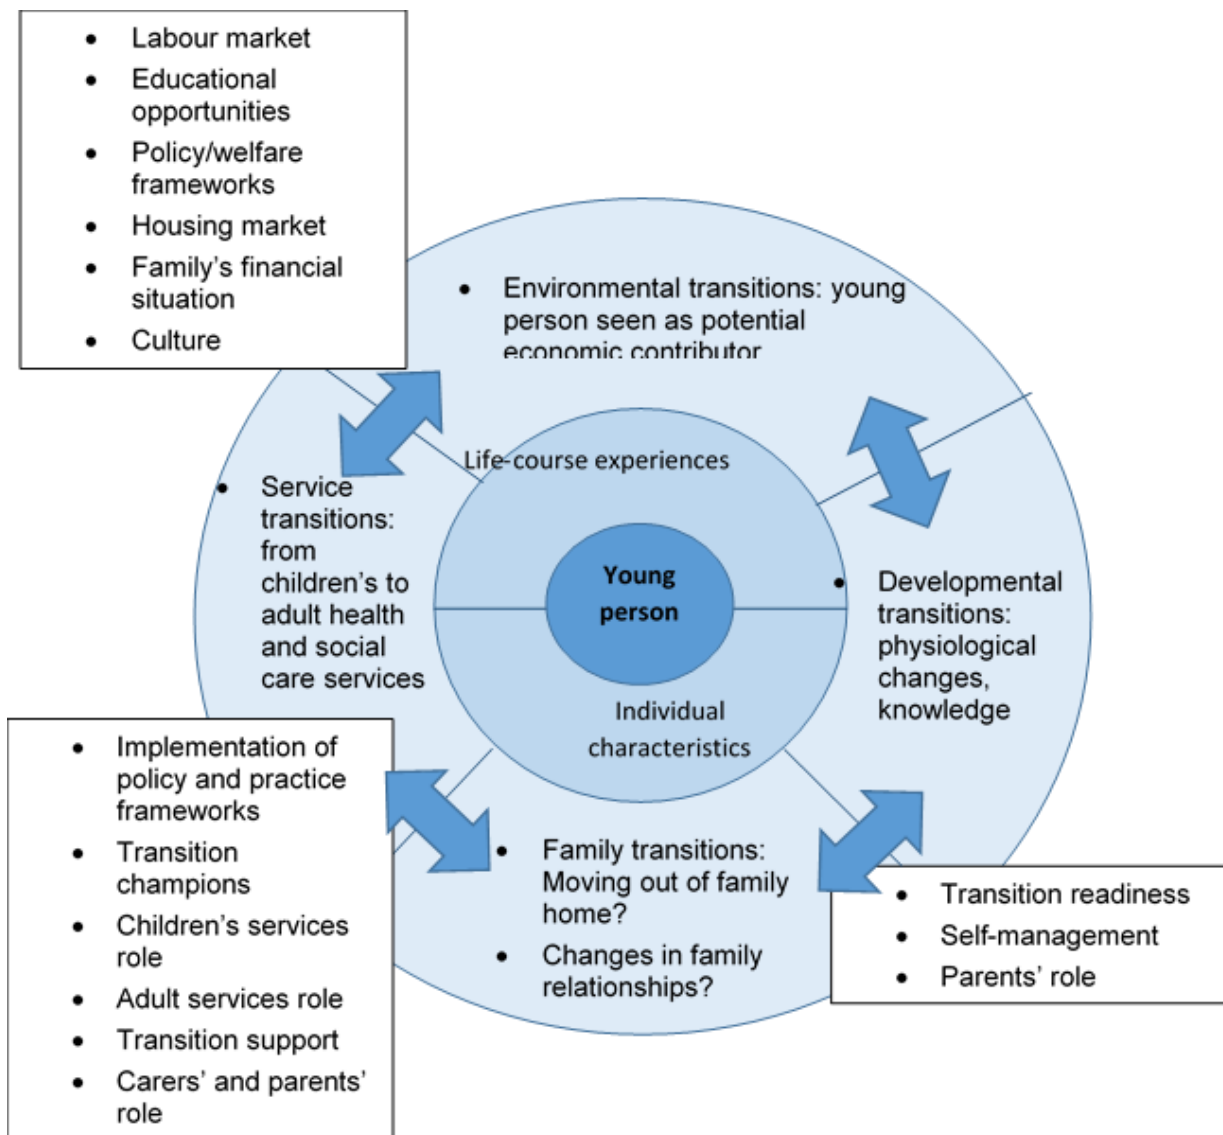 • Labour market
• Educational
opportunities
• Policy/welfare
frameworks
• Housing market
• Family's financial
situation
• Culture
• Environmental transitions: young
person seen as potential
economic contributor
Life-course experiences
• Service
transitions:
from
children's to
adult health
and social
care services
Young
person
• Developmental
transitions:
physiological
changes,
knowledge
Individual
characteristics
• Implementation of
policy and practice
frameworks
• Transition
champions
• Children's services
role
• Adult services role
• Transition support
• Carers' and parents'
role
• Family transitions:
Moving out of family
home?
• Changes in family
relationships?
• Transition readiness
• Self-management
• Parents' role